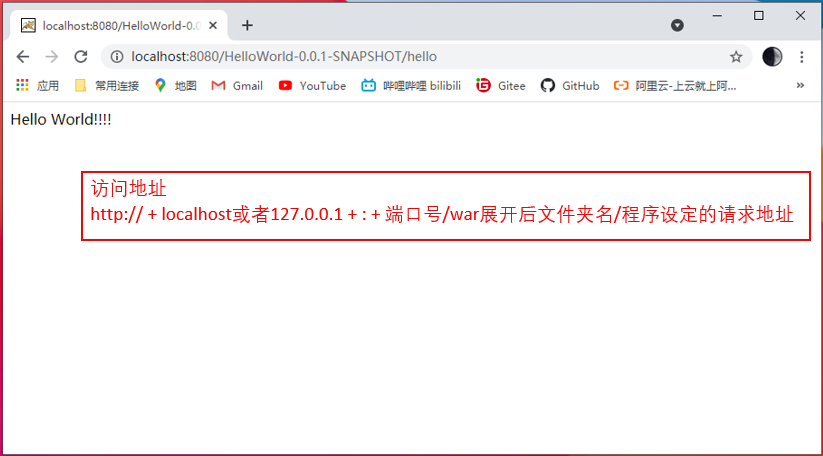 localhost:8080/HelloWorld-0.0
localhost:8080/HelloWorld-0.0.1-SNAPSHOT/hello
应用 常用连接 地图 Gmail YouTube 哔哩哔哩 bilibili Gitee GitHub 阿里云-上云就上阿... »
Hello World!!!!
访问地址
http:// + localhost或者127.0.0.1 + : + 端口号/war展开后文件夹名/程序设定的请求地址